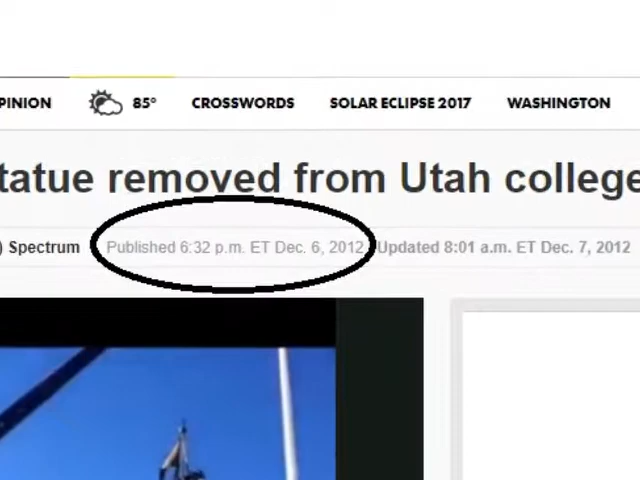 PINION 85° CROSSWORDS SOLAR ECLIPSE 2017 WASHINGTON
tatue removed from Utah college
) Spectrum Published 6:32 p.m. ET Dec. 6, 2012 Updated 8:01 a.m. ET Dec. 7, 2012